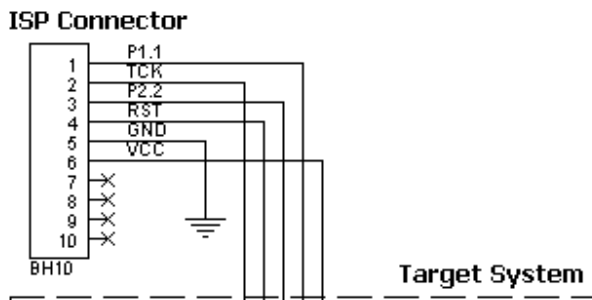 ISP Connector
1 P1.1
2 TCK
3 P2.2
4 RST
5 GND
6 VCC
7
8
9
10
BH10
Target System